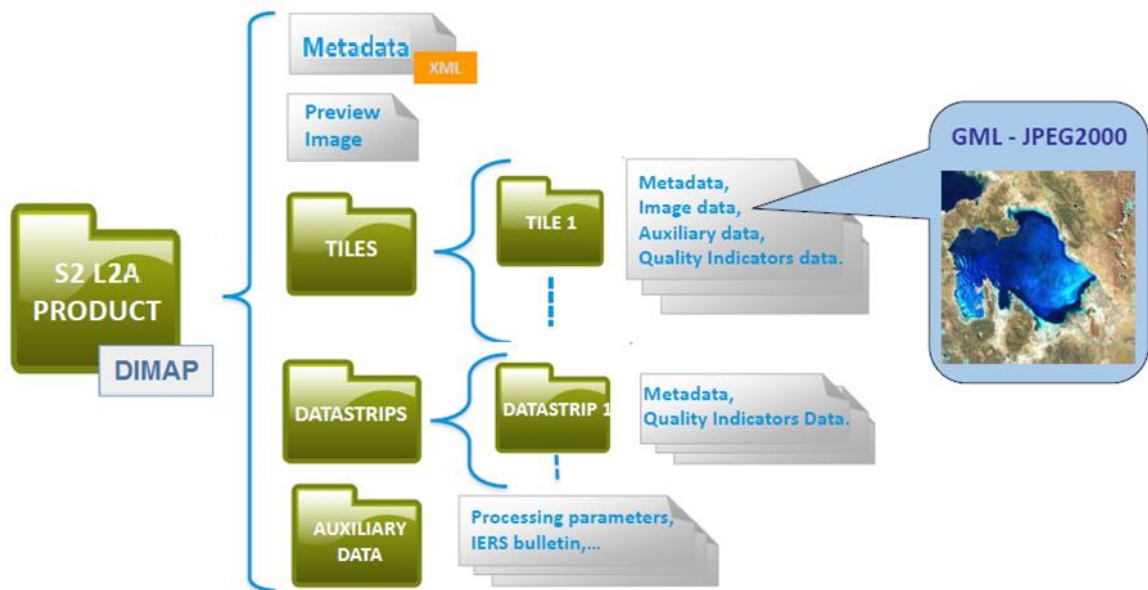 S2 L2A
PRODUCT
DIMAP
Metadata
XML
Preview
Image
TILES
TILE 1
Metadata,
Image data,
Auxiliary data,
Quality Indicators data.
GML - JPEG2000
DATASTRIPS
DATASTRIP 1
Metadata,
Quality Indicators Data.
AUXILIARY
DATA
Processing parameters,
IERS bulletin,...